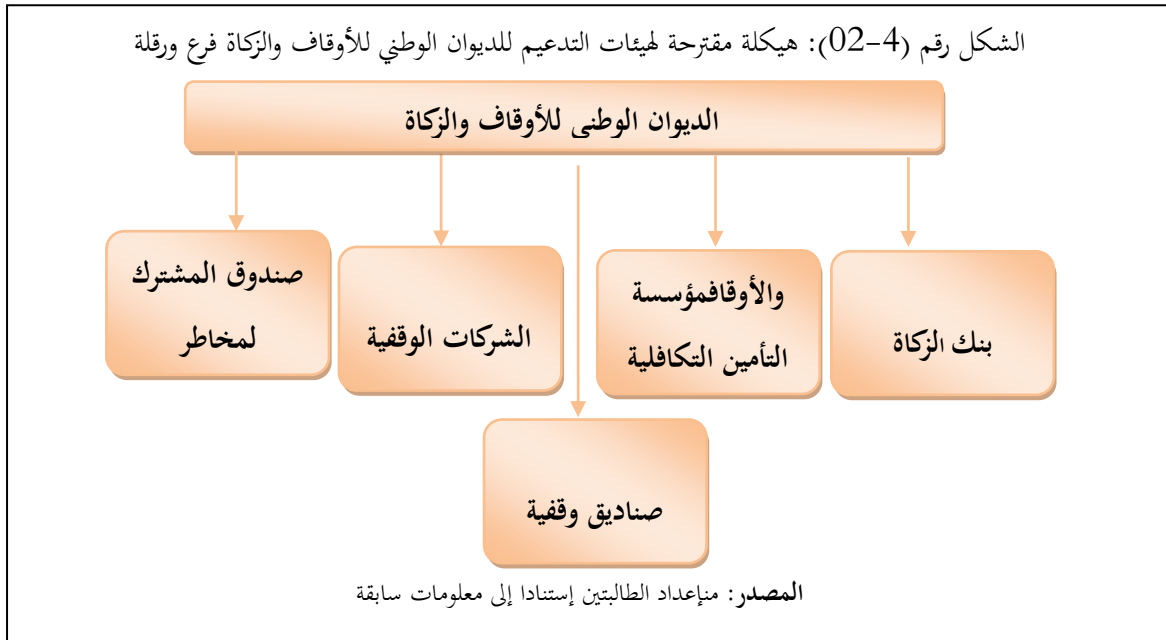 الشكل رقم (4-02): هيكلة مقترحة لهيئات التدعيم للديوان الوطني للأوقاف والزكاة فرع ورقلة
الديوان الوطني للأوقاف والزكاة
بنك الزكاة
والأوقافمؤسسة
التأمين التكافلية
الشركات الوقفية
صندوق المشترك
لمخاطر
صناديق وقفية
المصدر: منإعداد الطالبتين إستنادا إلى معلومات سابقة